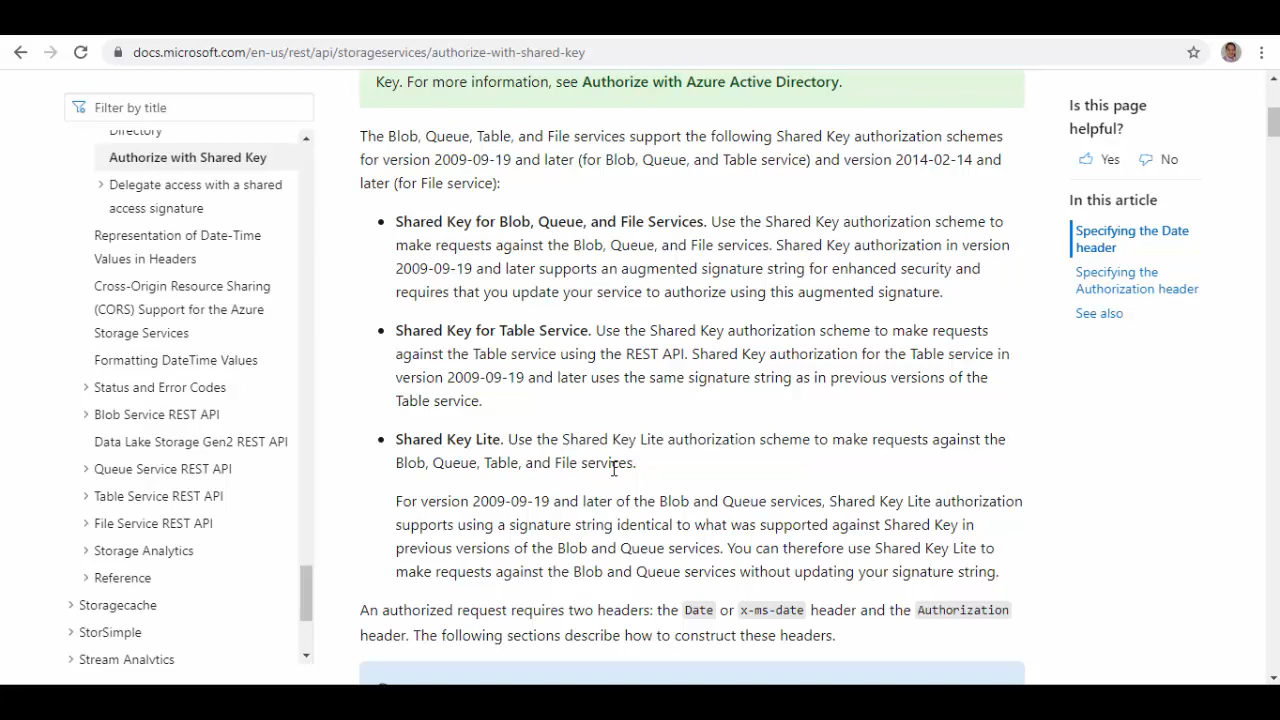 docs.microsoft.com/en-us/rest/api/storageservices/authorize-with-shared-key
Filter by title
Directory
Authorize with Shared Key
Delegate access with a shared
access signature
Representation of Date-Time
Values in Headers
Cross-Origin Resource Sharing
(CORS) Support for the Azure
Storage Services
Formatting DateTime Values
Status and Error Codes
Blob Service REST API
Data Lake Storage Gen2 REST API
Queue Service REST API
Table Service REST API
File Service REST API
Storage Analytics
Reference
Storagecache
StorSimple
Stream Analytics
Key. For more information, see Authorize with Azure Active Directory.
The Blob, Queue, Table, and File services support the following Shared Key authorization schemes
for version 2009-09-19 and later (for Blob, Queue, and Table service) and version 2014-02-14 and
later (for File service):
• Shared Key for Blob, Queue, and File Services. Use the Shared Key authorization scheme to
make requests against the Blob, Queue, and File services. Shared Key authorization in version
2009-09-19 and later supports an augmented signature string for enhanced security and
requires that you update your service to authorize using this augmented signature.
• Shared Key for Table Service. Use the Shared Key authorization scheme to make requests
against the Table service using the REST API. Shared Key authorization for the Table service in
version 2009-09-19 and later uses the same signature string as in previous versions of the
Table service.
• Shared Key Lite. Use the Shared Key Lite authorization scheme to make requests against the
Blob, Queue, Table, and File services.
For version 2009-09-19 and later of the Blob and Queue services, Shared Key Lite authorization
supports using a signature string identical to what was supported against Shared Key in
previous versions of the Blob and Queue services. You can therefore use Shared Key Lite to
make requests against the Blob and Queue services without updating your signature string.
An authorized request requires two headers: the Date or x-ms-date header and the Authorization
header. The following sections describe how to construct these headers.
Is this page
helpful?
Yes No
In this article
Specifying the Date
header
Specifying the
Authorization header
See also